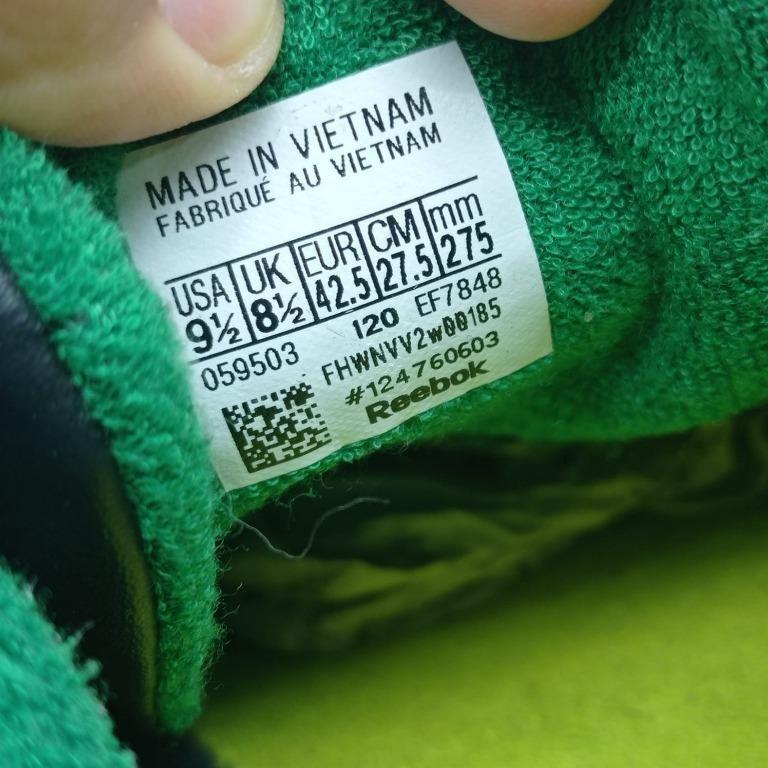 MADE IN VIETNAM
FABRIQUÉ AU VIETNAM
USA UK EUR CM mm
9½ 8½ 42.5 27.5 275
059503 120 EF7848
FHWNVV2W00185
#124760603
Reebok